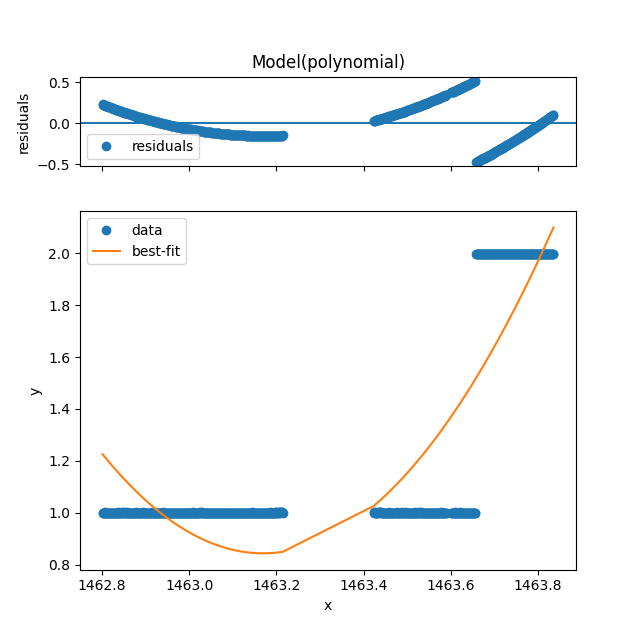 Model(polynomial)
0.5
0.0
−0.5
residuals
residuals
data
best-fit
2.0
1.8
1.6
1.4
1.2
1.0
0.8
y
1462.8 1463.0 1463.2 1463.4 1463.6 1463.8
x